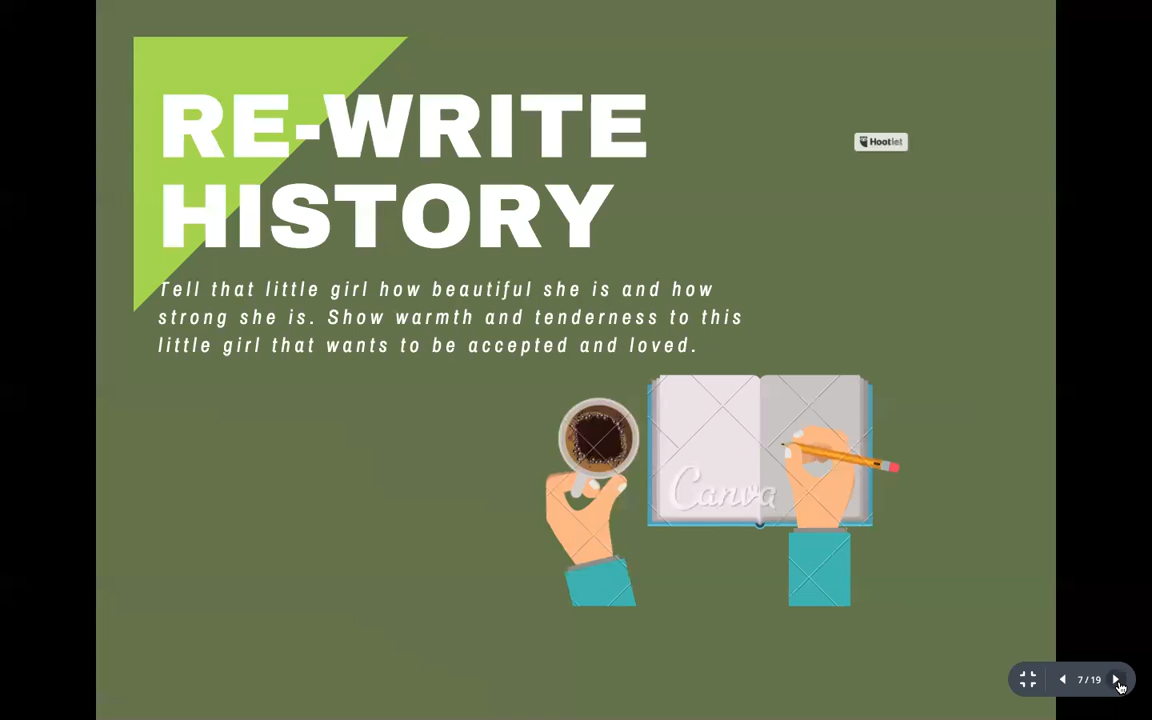 RE-WRITE
HISTORY
Hootlet
Tell that little girl how beautiful she is and how
strong she is. Show warmth and tenderness to this
little girl that wants to be accepted and loved.
Canva
7 / 19